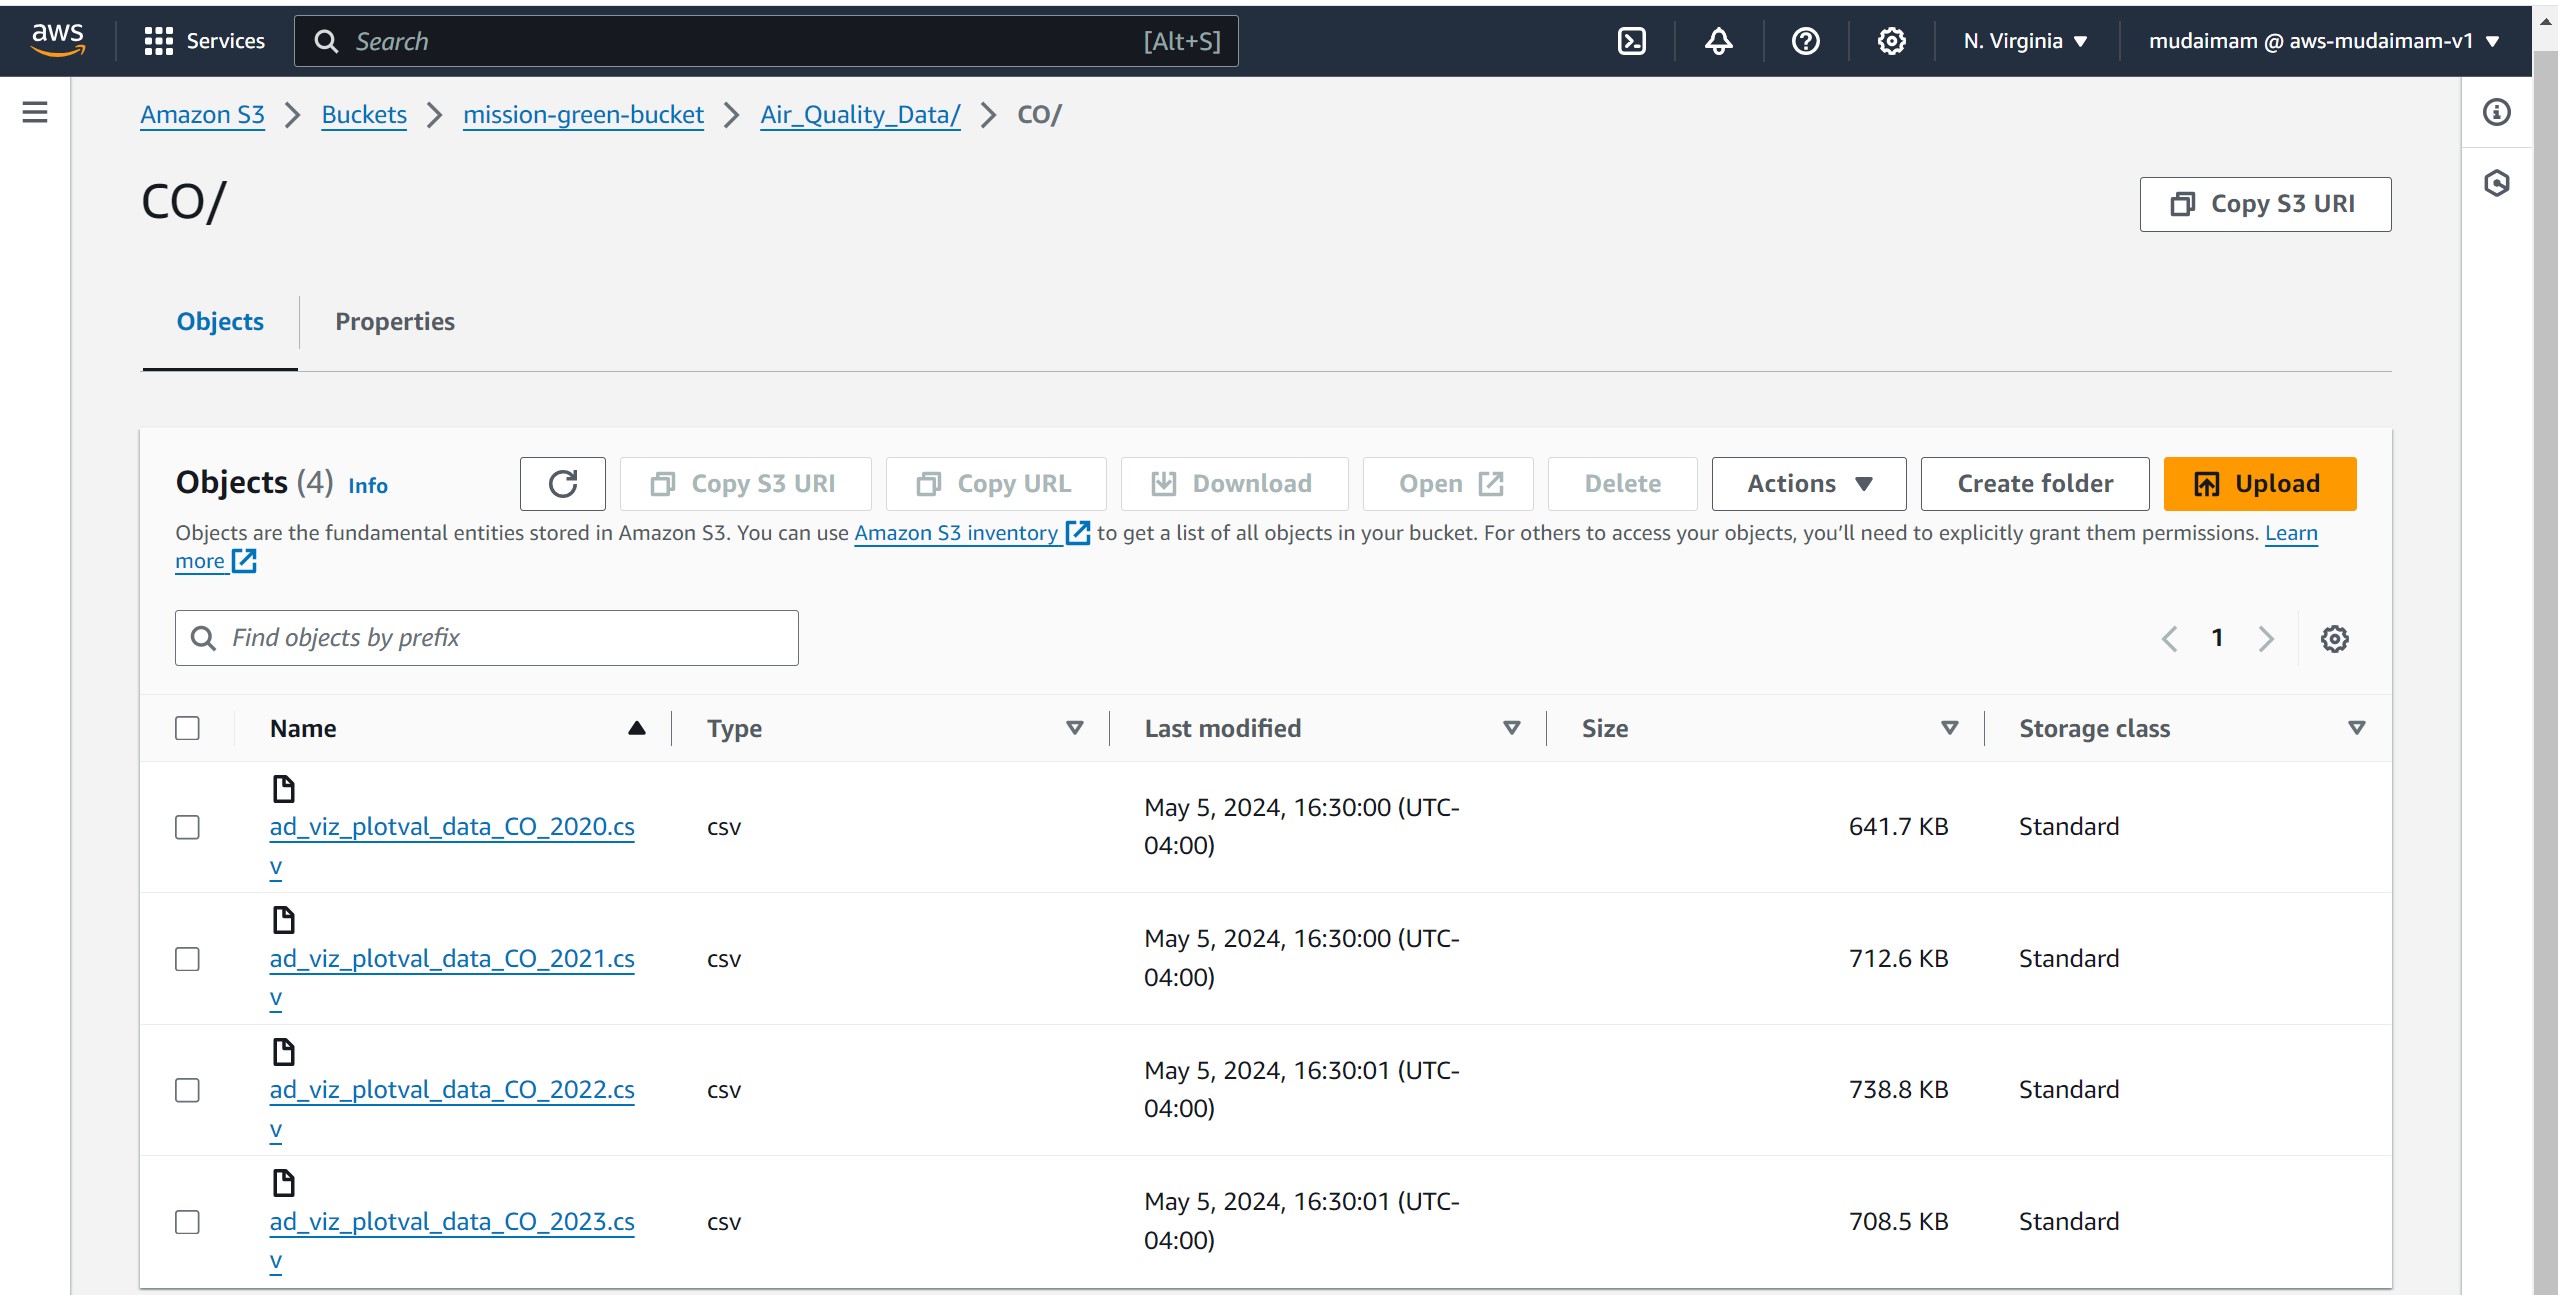 aws
Services
Search
[Alt+S]
N. Virginia
mudaimam @ aws-mudaimam-v1
Amazon S3
Buckets
mission-green-bucket
Air_Quality_Data/
CO/
CO/
Copy S3 URI
Objects
Properties
Objects (4)
Info
Copy S3 URI
Copy URL
Download
Open
Delete
Actions
Create folder
Upload
Objects are the fundamental entities stored in Amazon S3. You can use Amazon S3 inventory to get a list of all objects in your bucket. For others to access your objects, you’ll need to explicitly grant them permissions. Learn
more
Find objects by prefix
1
Name
Type
Last modified
Size
Storage class
ad_viz_plotval_data_CO_2020.cs
v
csv
May 5, 2024, 16:30:00 (UTC-
04:00)
641.7 KB
Standard
ad_viz_plotval_data_CO_2021.cs
v
csv
May 5, 2024, 16:30:00 (UTC-
04:00)
712.6 KB
Standard
ad_viz_plotval_data_CO_2022.cs
v
csv
May 5, 2024, 16:30:01 (UTC-
04:00)
738.8 KB
Standard
ad_viz_plotval_data_CO_2023.cs
v
csv
May 5, 2024, 16:30:01 (UTC-
04:00)
708.5 KB
Standard